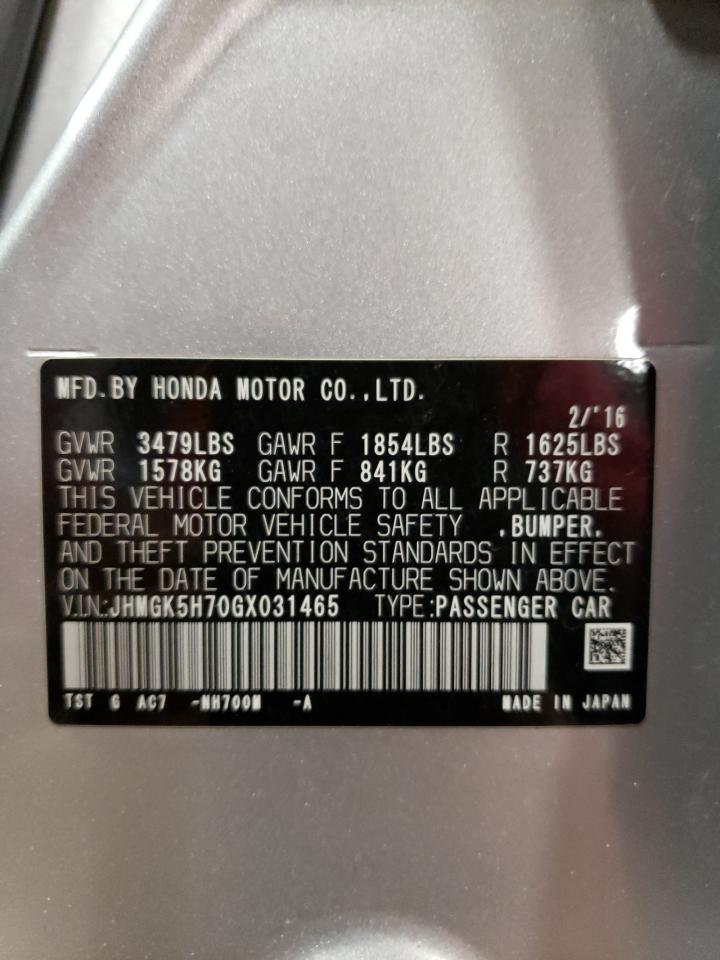 MFD.BY HONDA MOTOR CO.,LTD.
2/'16
GVWR 3479LBS GAWR F 1854LBS R 1625LBS
GVWR 1578KG GAWR F 841KG R 737KG
THIS VEHICLE CONFORMS TO ALL APPLICABLE
FEDERAL MOTOR VEHICLE SAFETY ,BUMPER,
AND THEFT PREVENTION STANDARDS IN EFFECT
ON THE DATE OF MANUFACTURE SHOWN ABOVE.
V.I.N.:JHMGK5H70GX031465 TYPE:PASSENGER CAR
TST G AC7 -NH700M -A MADE IN JAPAN